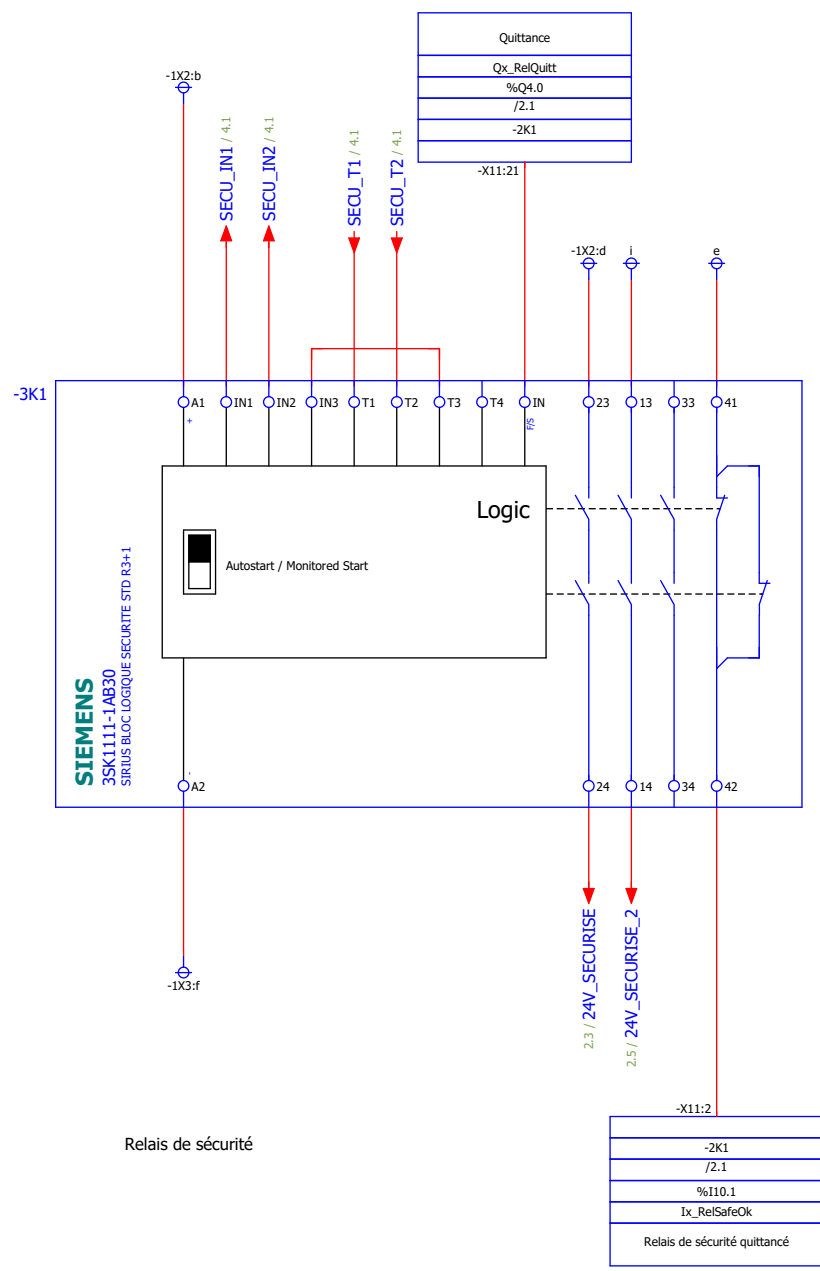 Quittance
Qx_RelQuitt
%Q4.0
/2.1
-2K1
-X11:21
-1X2:b
SECU_IN1 / 4.1
SECU_IN2 / 4.1
SECU_T1 / 4.1
SECU_T2 / 4.1
-1X2:d
i
e
-3K1
A1
IN1
IN2
IN3
T1
T2
T3
T4
IN
23
13
33
41
+
F/S
Logic
Autostart / Monitored Start
SIEMENS
3SK1111-1AB30
SIRIUS BLOC LOGIQUE SECURITE STD R3+1
-
A2
24
14
34
42
-1X3:f
2.3 / 24V_SECURISE
2.5 / 24V_SECURISE_2
-X11:2
-2K1
/2.1
%I10.1
Ix_RelSafeOk
Relais de sécurité quittancé
Relais de sécurité